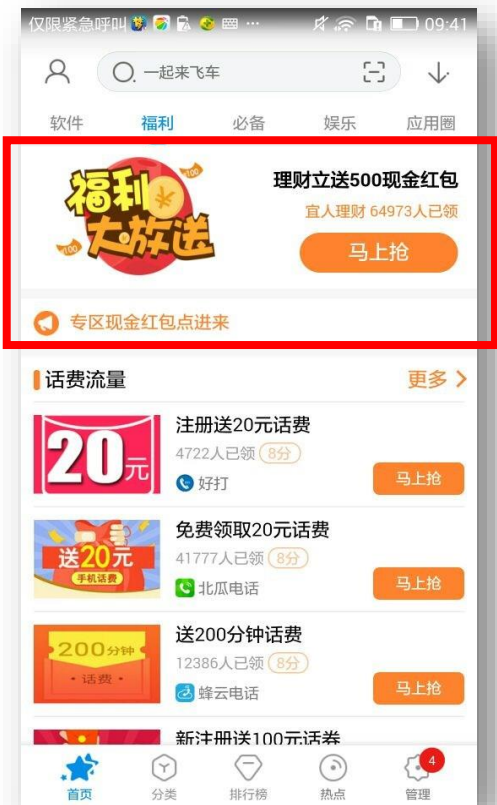 仅限紧急呼叫 ··· 09:41
一起来飞车
软件 福利 必备 娱乐 应用圈
福利
大放送
100
100
理财立送500现金红包
宜人理财 64973人已领
马上抢
专区现金红包点进来
话费流量 更多
20元
注册送20元话费
4722人已领 8分
好打
马上抢
送20元
手机话费
免费领取20元话费
41777人已领 8分
北瓜电话
马上抢
200分钟
·话费·
送200分钟话费
12386人已领 8分
蜂云电话
马上抢
新注册送100元话券
4
首页 分类 排行榜 热点 管理